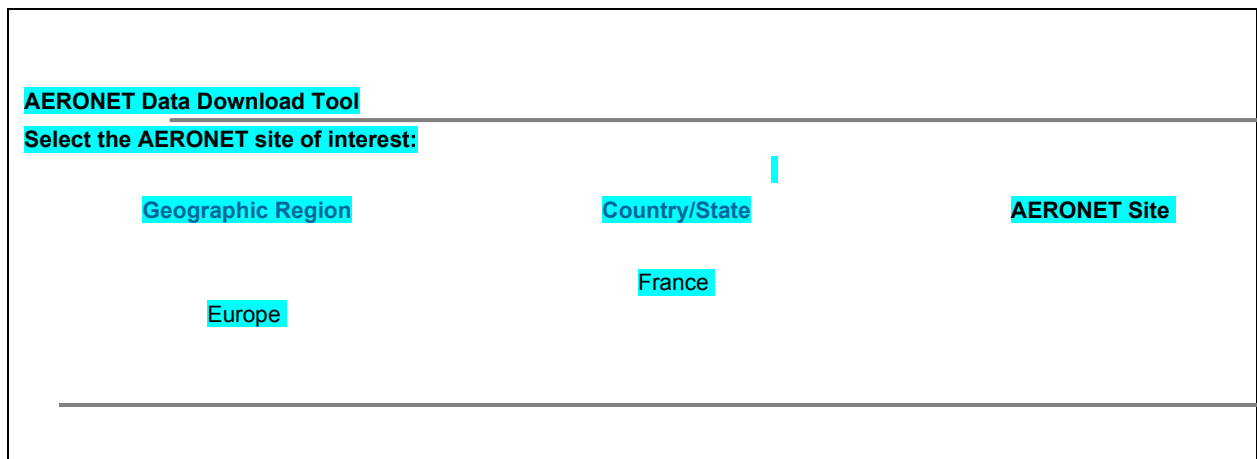 AERONET Data Download Tool
Select the AERONET site of interest:
Geographic Region Country/State AERONET Site
France
Europe